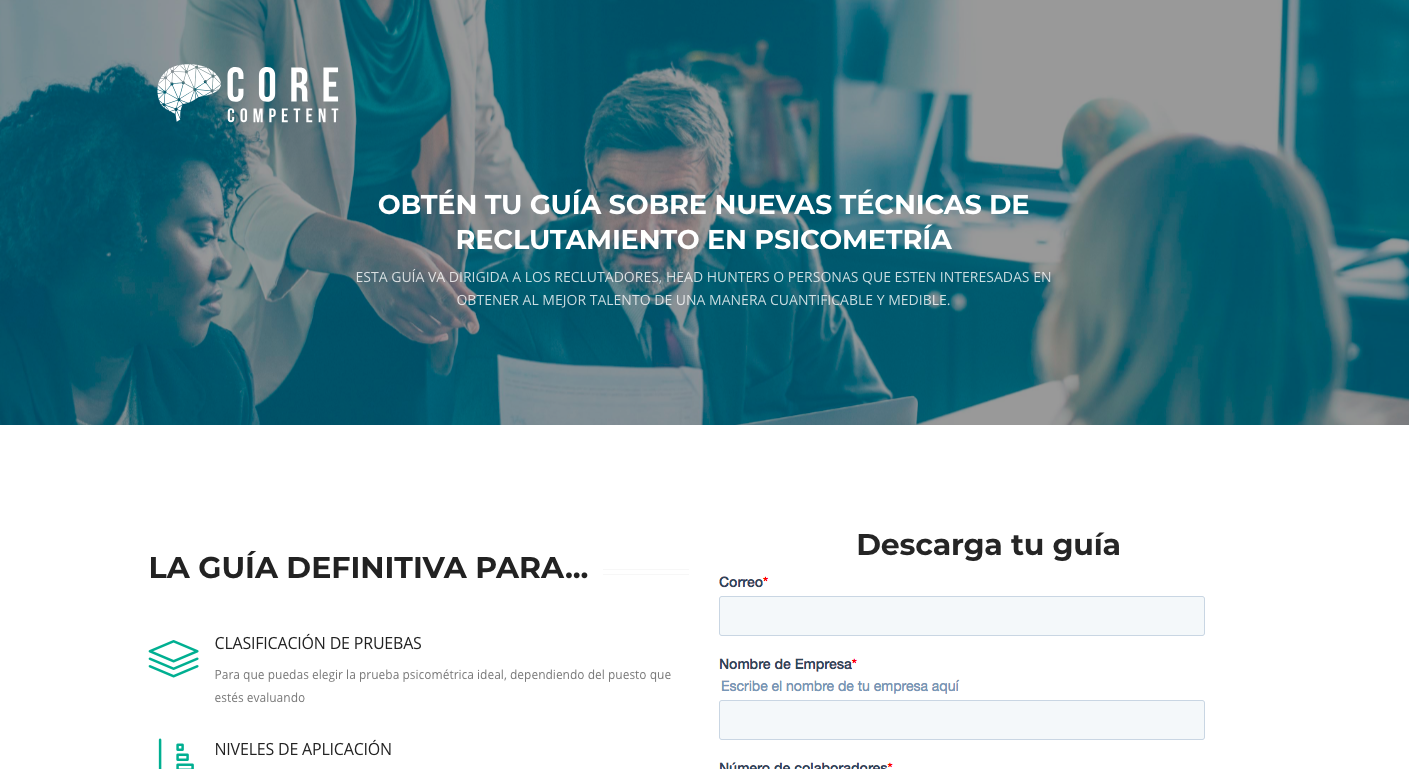 CORE
COMPETENT
OBTÉN TU GUÍA SOBRE NUEVAS TÉCNICAS DE
RECLUTAMIENTO EN PSICOMETRÍA
ESTA GUÍA VA DIRIGIDA A LOS RECLUTADORES, HEAD HUNTERS O PERSONAS QUE ESTEN INTERESADAS EN
OBTENER AL MEJOR TALENTO DE UNA MANERA CUANTIFICABLE Y MEDIBLE.
LA GUÍA DEFINITIVA PARA...
CLASIFICACIÓN DE PRUEBAS
Para que puedas elegir la prueba psicométrica ideal, dependiendo del puesto que
estés evaluando
NIVELES DE APLICACIÓN
Descarga tu guía
Correo*
Nombre de Empresa*
Escribe el nombre de tu empresa aquí
Número de colaboradores*